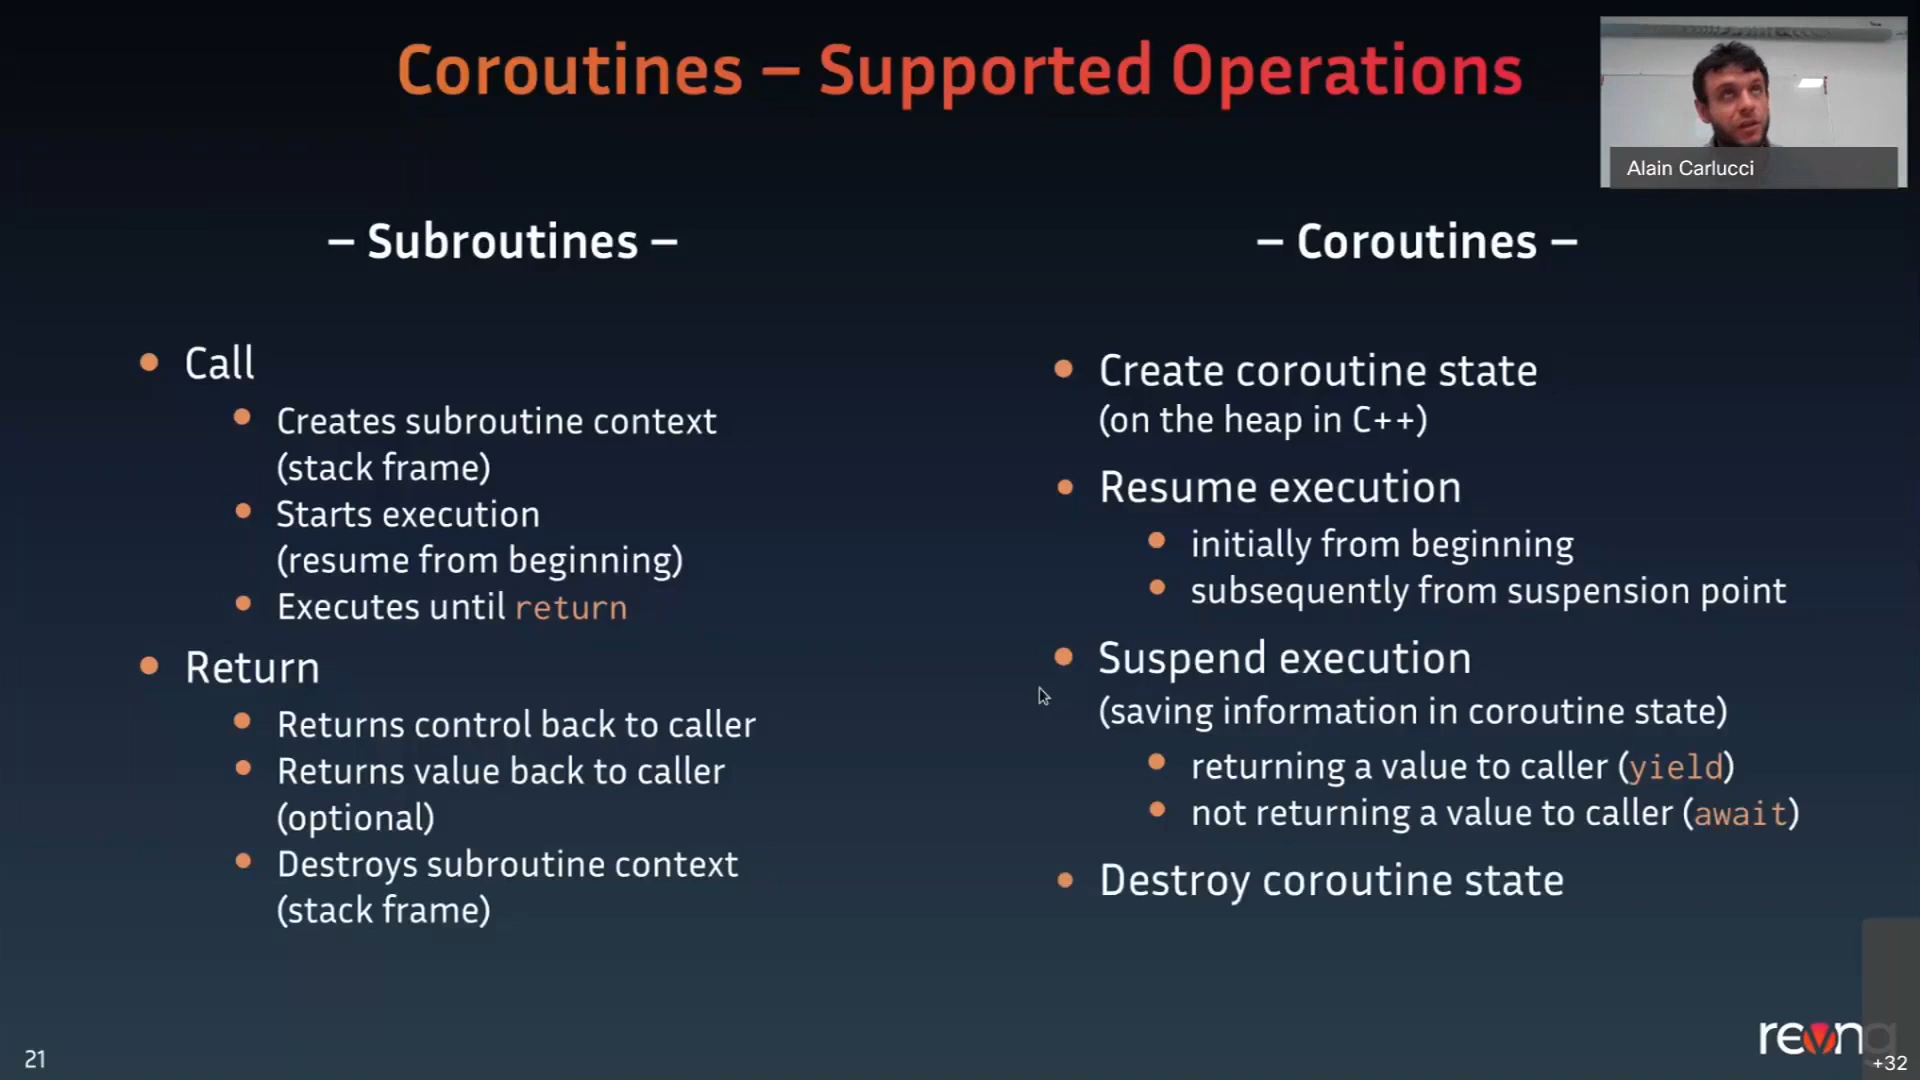 Coroutines – Supported Operations
Alain Carlucci
– Subroutines –
Call
Creates subroutine context
(stack frame)
Starts execution
(resume from beginning)
Executes until return
Return
Returns control back to caller
Returns value back to caller
(optional)
Destroys subroutine context
(stack frame)
– Coroutines –
Create coroutine state
(on the heap in C++)
Resume execution
initially from beginning
subsequently from suspension point
Suspend execution
(saving information in coroutine state)
returning a value to caller (yield)
not returning a value to caller (await)
Destroy coroutine state
revng
+32
21